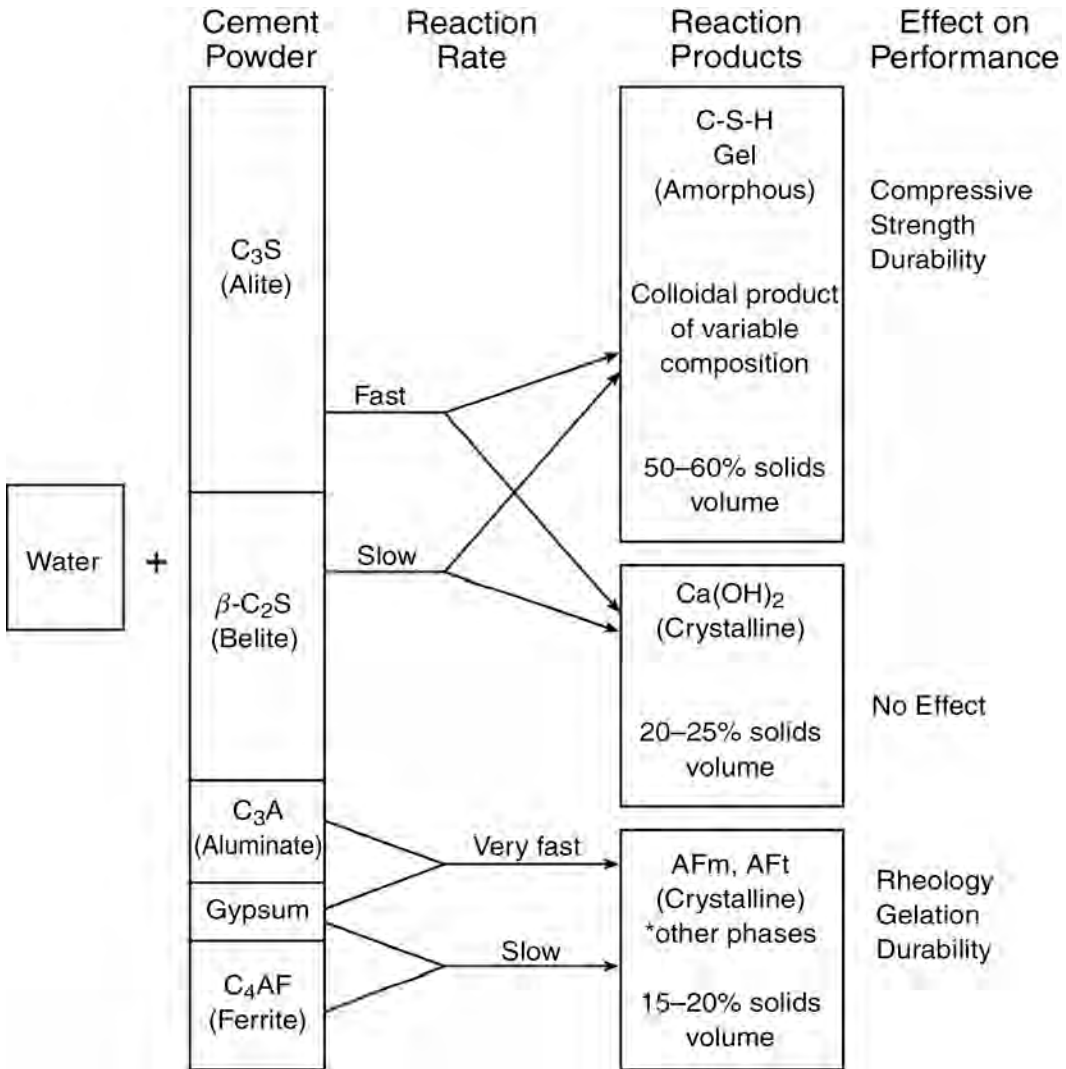 Cement
Powder
Reaction
Rate
Reaction
Products
Effect on
Performance
Water
+
C₃S
(Alite)
β-C₂S
(Belite)
C₃A
(Aluminate)
Gypsum
C₄AF
(Ferrite)
Fast
Slow
Very fast
Slow
C-S-H
Gel
(Amorphous)
Colloidal product
of variable
composition
50–60% solids
volume
Ca(OH)₂
(Crystalline)
20–25% solids
volume
AFm, AFt
(Crystalline)
*other phases
15–20% solids
volume
Compressive
Strength
Durability
No Effect
Rheology
Gelation
Durability